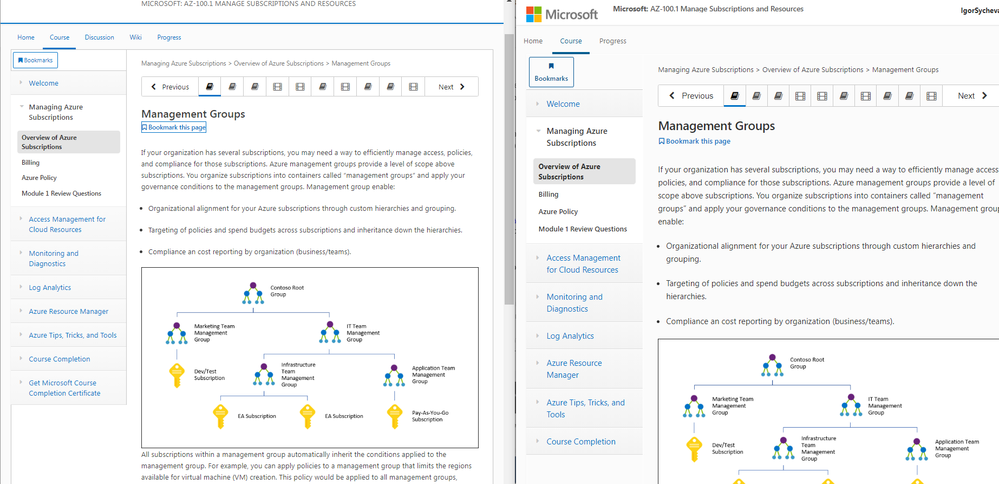 MICROSOFT: AZ-100.1 MANAGE SUBSCRIPTIONS AND RESOURCES
Home Course Discussion Wiki Progress
Bookmarks
Welcome
Managing Azure
Subscriptions
Overview of Azure
Subscriptions
Billing
Azure Policy
Module 1 Review Questions
Access Management for
Cloud Resources
Monitoring and
Diagnostics
Log Analytics
Azure Resource Manager
Azure Tips, Tricks, and Tools
Course Completion
Get Microsoft Course
Completion Certificate
Managing Azure Subscriptions > Overview of Azure Subscriptions > Management Groups
Previous Next
Management Groups
Bookmark this page
If your organization has several subscriptions, you may need a way to efficiently manage access, policies,
and compliance for those subscriptions. Azure management groups provide a level of scope above
subscriptions. You organize subscriptions into containers called “management groups” and apply your
governance conditions to the management groups. Management group enable:
• Organizational alignment for your Azure subscriptions through custom hierarchies and grouping.
• Targeting of policies and spend budgets across subscriptions and inheritance down the hierarchies.
• Compliance an cost reporting by organization (business/teams).
Contoso Root
Group
Marketing Team
Management
Group
IT Team
Management
Group
Dev/Test
Subscription
Infrastructure
Team
Management
Group
Application Team
Management
Group
EA Subscription
EA Subscription
Pay-As-You-Go
Subscription
All subscriptions within a management group automatically inherit the conditions applied to the
management group. For example, you can apply policies to a management group that limits the regions
available for virtual machine (VM) creation. This policy would be applied to all management groups,
Microsoft
Microsoft: AZ-100.1 Manage Subscriptions and Resources
IgorSycheva
Home Course Progress
Bookmarks
Welcome
Managing Azure
Subscriptions
Overview of Azure
Subscriptions
Billing
Azure Policy
Module 1 Review Questions
Access Management
for Cloud Resources
Monitoring and
Diagnostics
Log Analytics
Azure Resource
Manager
Azure Tips, Tricks, and
Tools
Course Completion
Managing Azure Subscriptions > Overview of Azure Subscriptions > Management Groups
Previous Next
Management Groups
Bookmark this page
If your organization has several subscriptions, you may need a way to efficiently manage access
policies, and compliance for those subscriptions. Azure management groups provide a level of
scope above subscriptions. You organize subscriptions into containers called “management
groups” and apply your governance conditions to the management groups. Management grou
enable:
• Organizational alignment for your Azure subscriptions through custom hierarchies and
grouping.
• Targeting of policies and spend budgets across subscriptions and inheritance down the
hierarchies.
• Compliance an cost reporting by organization (business/teams).
Contoso Root
Group
Marketing Team
Management
Group
IT Team
Management
Group
Dev/Test
Subscription
Infrastructure
Team
Management
Group
Application Team
Management
Group